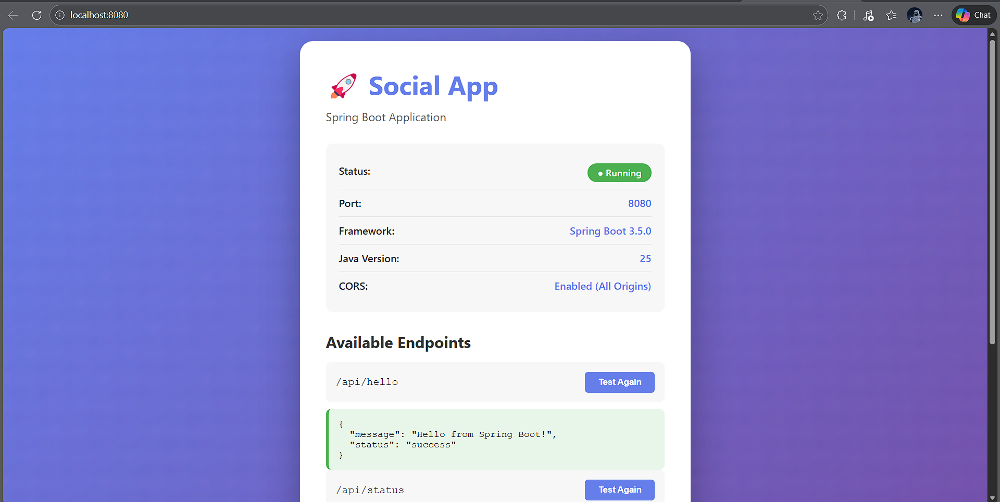 localhost:8080
Chat
Social App
Spring Boot Application
Status:
● Running
Port:
8080
Framework:
Spring Boot 3.5.0
Java Version:
25
CORS:
Enabled (All Origins)
Available Endpoints
/api/hello
Test Again
{
"message": "Hello from Spring Boot!",
"status": "success"
}
/api/status
Test Again